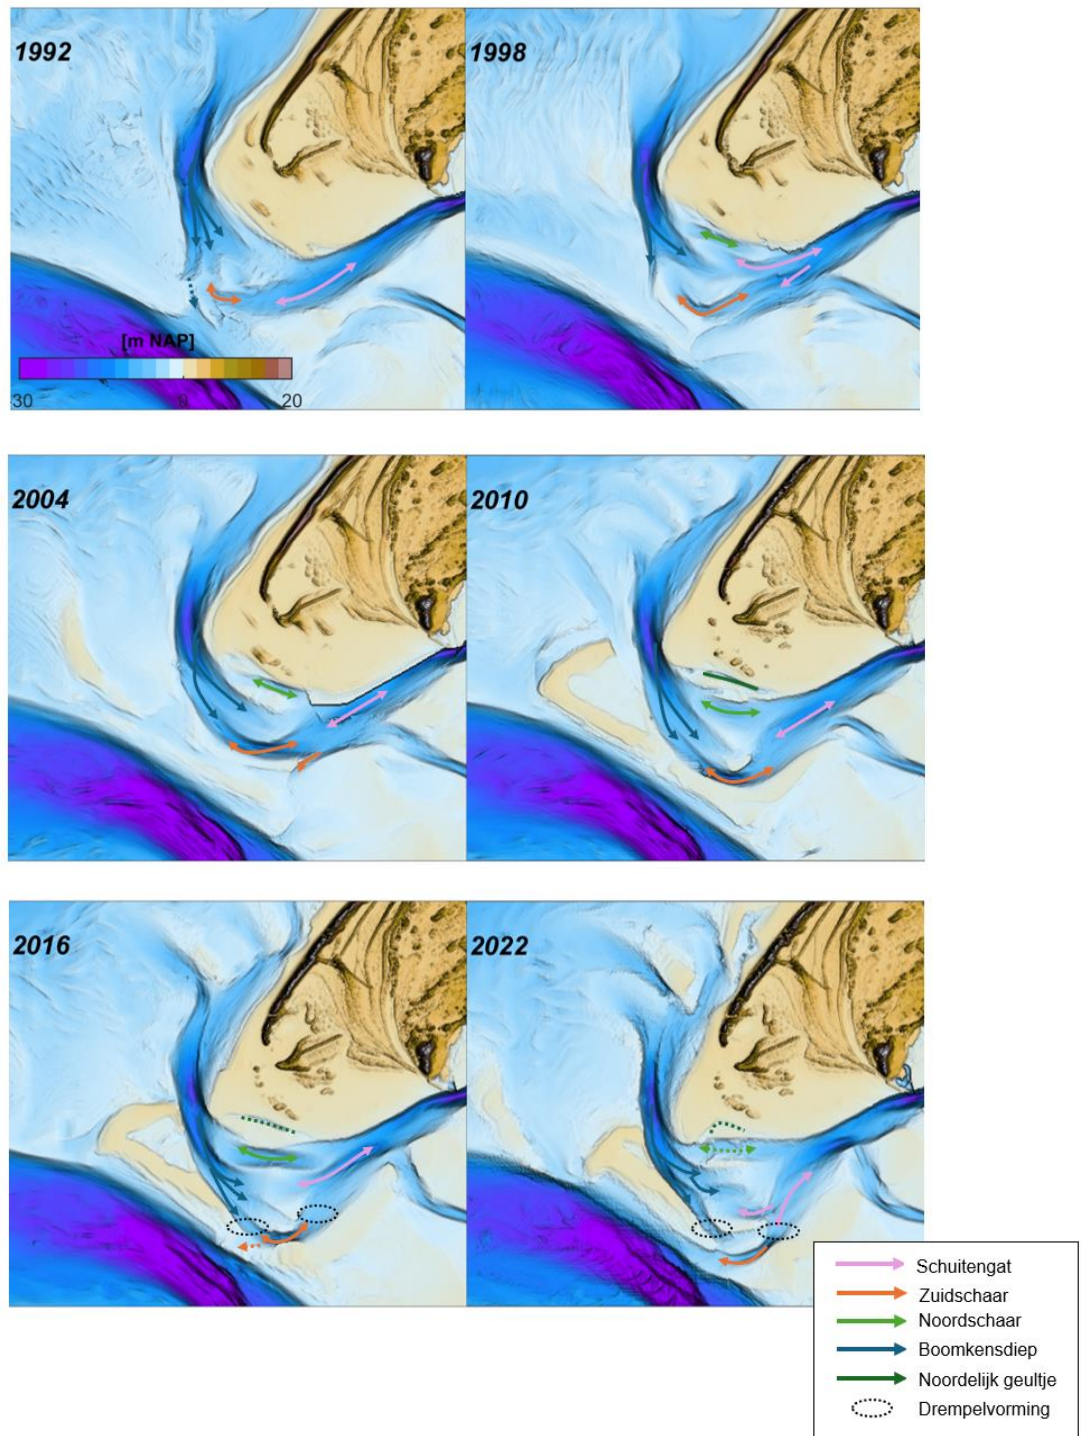 1992
1998
[m NAP]
30
0
20
2004
2010
2016
2022
Schuitengat
Zuidschaar
Noordschaar
Boomkensdiep
Noordelijk geultje
Drempelvorming